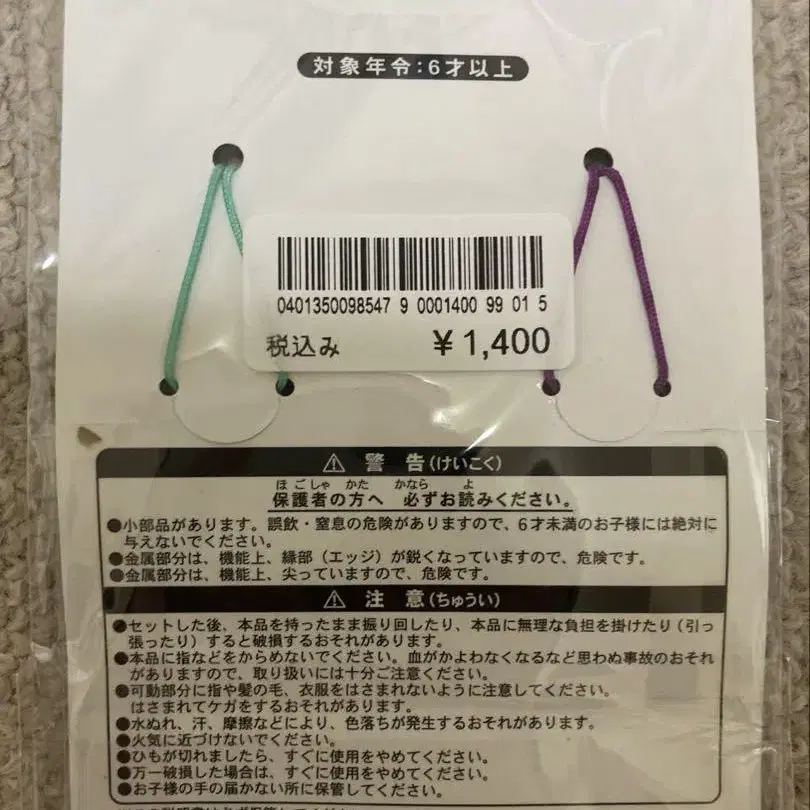 対象年令：6才以上
0401350098547 9 0001400 99 01 5
税込み ￥1,400
⚠ 警 告(けいこく)
ほごしゃ かた かなら よ
保護者の方へ 必ずお読みください。
●小部品があります。誤飲・窒息の危険がありますので、6才未満のお子様には絶対に
与えないでください。
●金属部分は、機能上、縁部（エッジ）が鋭くなっていますので、危険です。
●金属部分は、機能上、尖っていますので、危険です。
⚠ 注 意(ちゅうい)
●セットした後、本品を持ったまま振り回したり、本品に無理な負担を掛けたり（引っ
張ったり）すると破損するおそれがあります。
●本品に指などをからめないでください。血がかよわなくなるなど思わぬ事故のおそれ
がありますので、取り扱いには十分ご注意ください。
●可動部分に指や髪の毛、衣服をはさまれないように注意してください。
はさまれてケガをするおそれがあります。
●水ぬれ、汗、摩擦などにより、色落ちが発生するおそれがあります。
●火気に近づけないでください。
●ひもが切れましたら、すぐに使用をやめてください。
●万一破損した場合は、すぐに使用をやめてください。
●お子様の手の届かない所に保管してください。